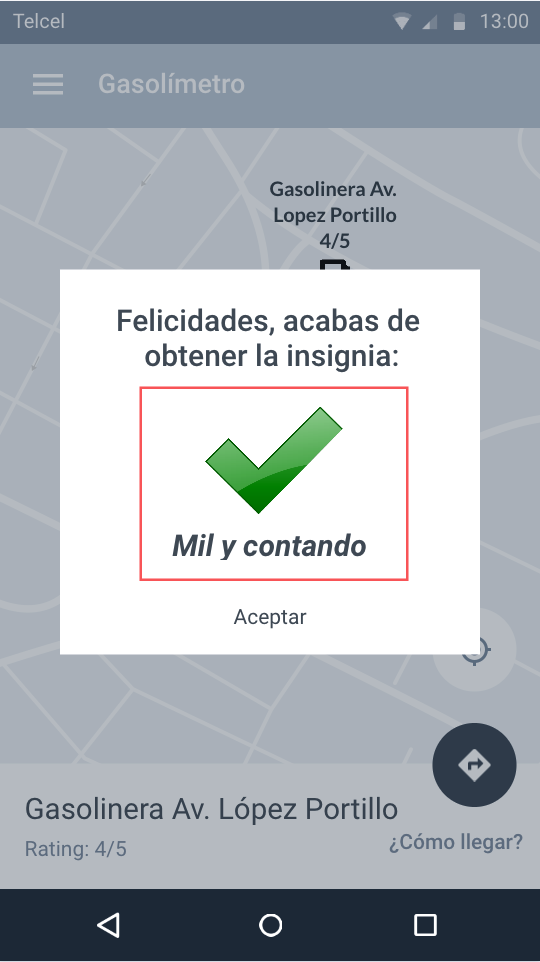 Telcel
13:00
Gasolímetro
Gasolinera Av.
Lopez Portillo
4/5
Felicidades, acabas de
obtener la insignia:
Mil y contando
Aceptar
Gasolinera Av. López Portillo
Rating: 4/5
¿Cómo llegar?